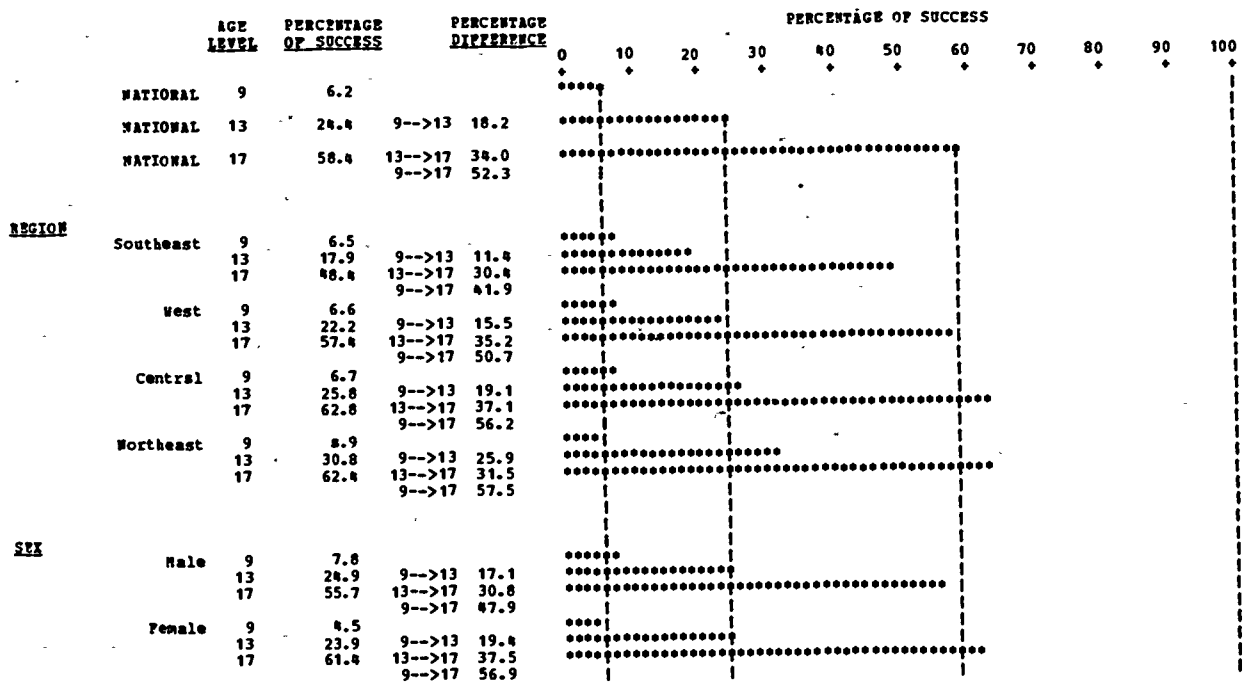 AGE PERCENTAGE PERCENTAGE PERCENTAGE OF SUCCESS
LEVEL OF SUCCESS DIFFERENCE
0 10 20 30 40 50 60 70 80 90 100
NATIONAL 9 6.2
NATIONAL 13 24.4 9-->13 18.2
NATIONAL 17 58.4 13-->17 34.0
9-->17 52.3
REGION
Southeast 9 6.5
13 17.9 9-->13 11.4
17 48.4 13-->17 30.4
9-->17 41.9
West 9 6.6
13 22.2 9-->13 15.5
17 57.4 13-->17 35.2
9-->17 50.7
Central 9 6.7
13 25.8 9-->13 19.1
17 62.8 13-->17 37.1
9-->17 56.2
Northeast 9 4.9
13 30.8 9-->13 25.9
17 62.4 13-->17 31.5
9-->17 57.5
SEX
Male 9 7.8
13 24.9 9-->13 17.1
17 55.7 13-->17 30.8
9-->17 47.9
Female 9 4.5
13 23.9 9-->13 19.4
17 61.4 13-->17 37.5
9-->17 56.9